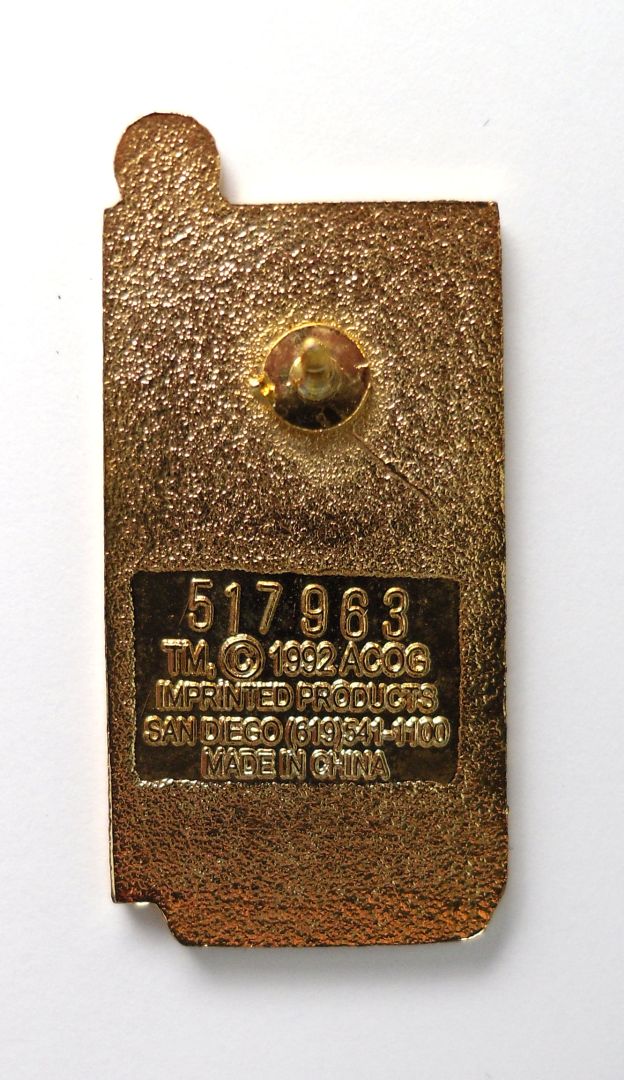 517963
TM, © 1992 ACOG
IMPRINTED PRODUCTS
SAN DIEGO (619)541-1100
MADE IN CHINA